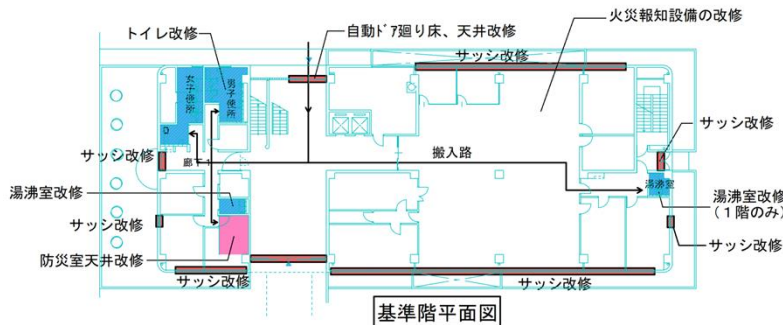 火災報知設備の改修
トイレ改修
自動ﾄﾞｱ廻り床、天井改修
サッシ改修
女子便所
男子便所
サッシ改修
サッシ改修
廊下1
搬入路
湯沸室改修
湯沸室
湯沸室改修
(1階のみ)
サッシ改修
サッシ改修
防災室天井改修
サッシ改修
サッシ改修
基準階平面図